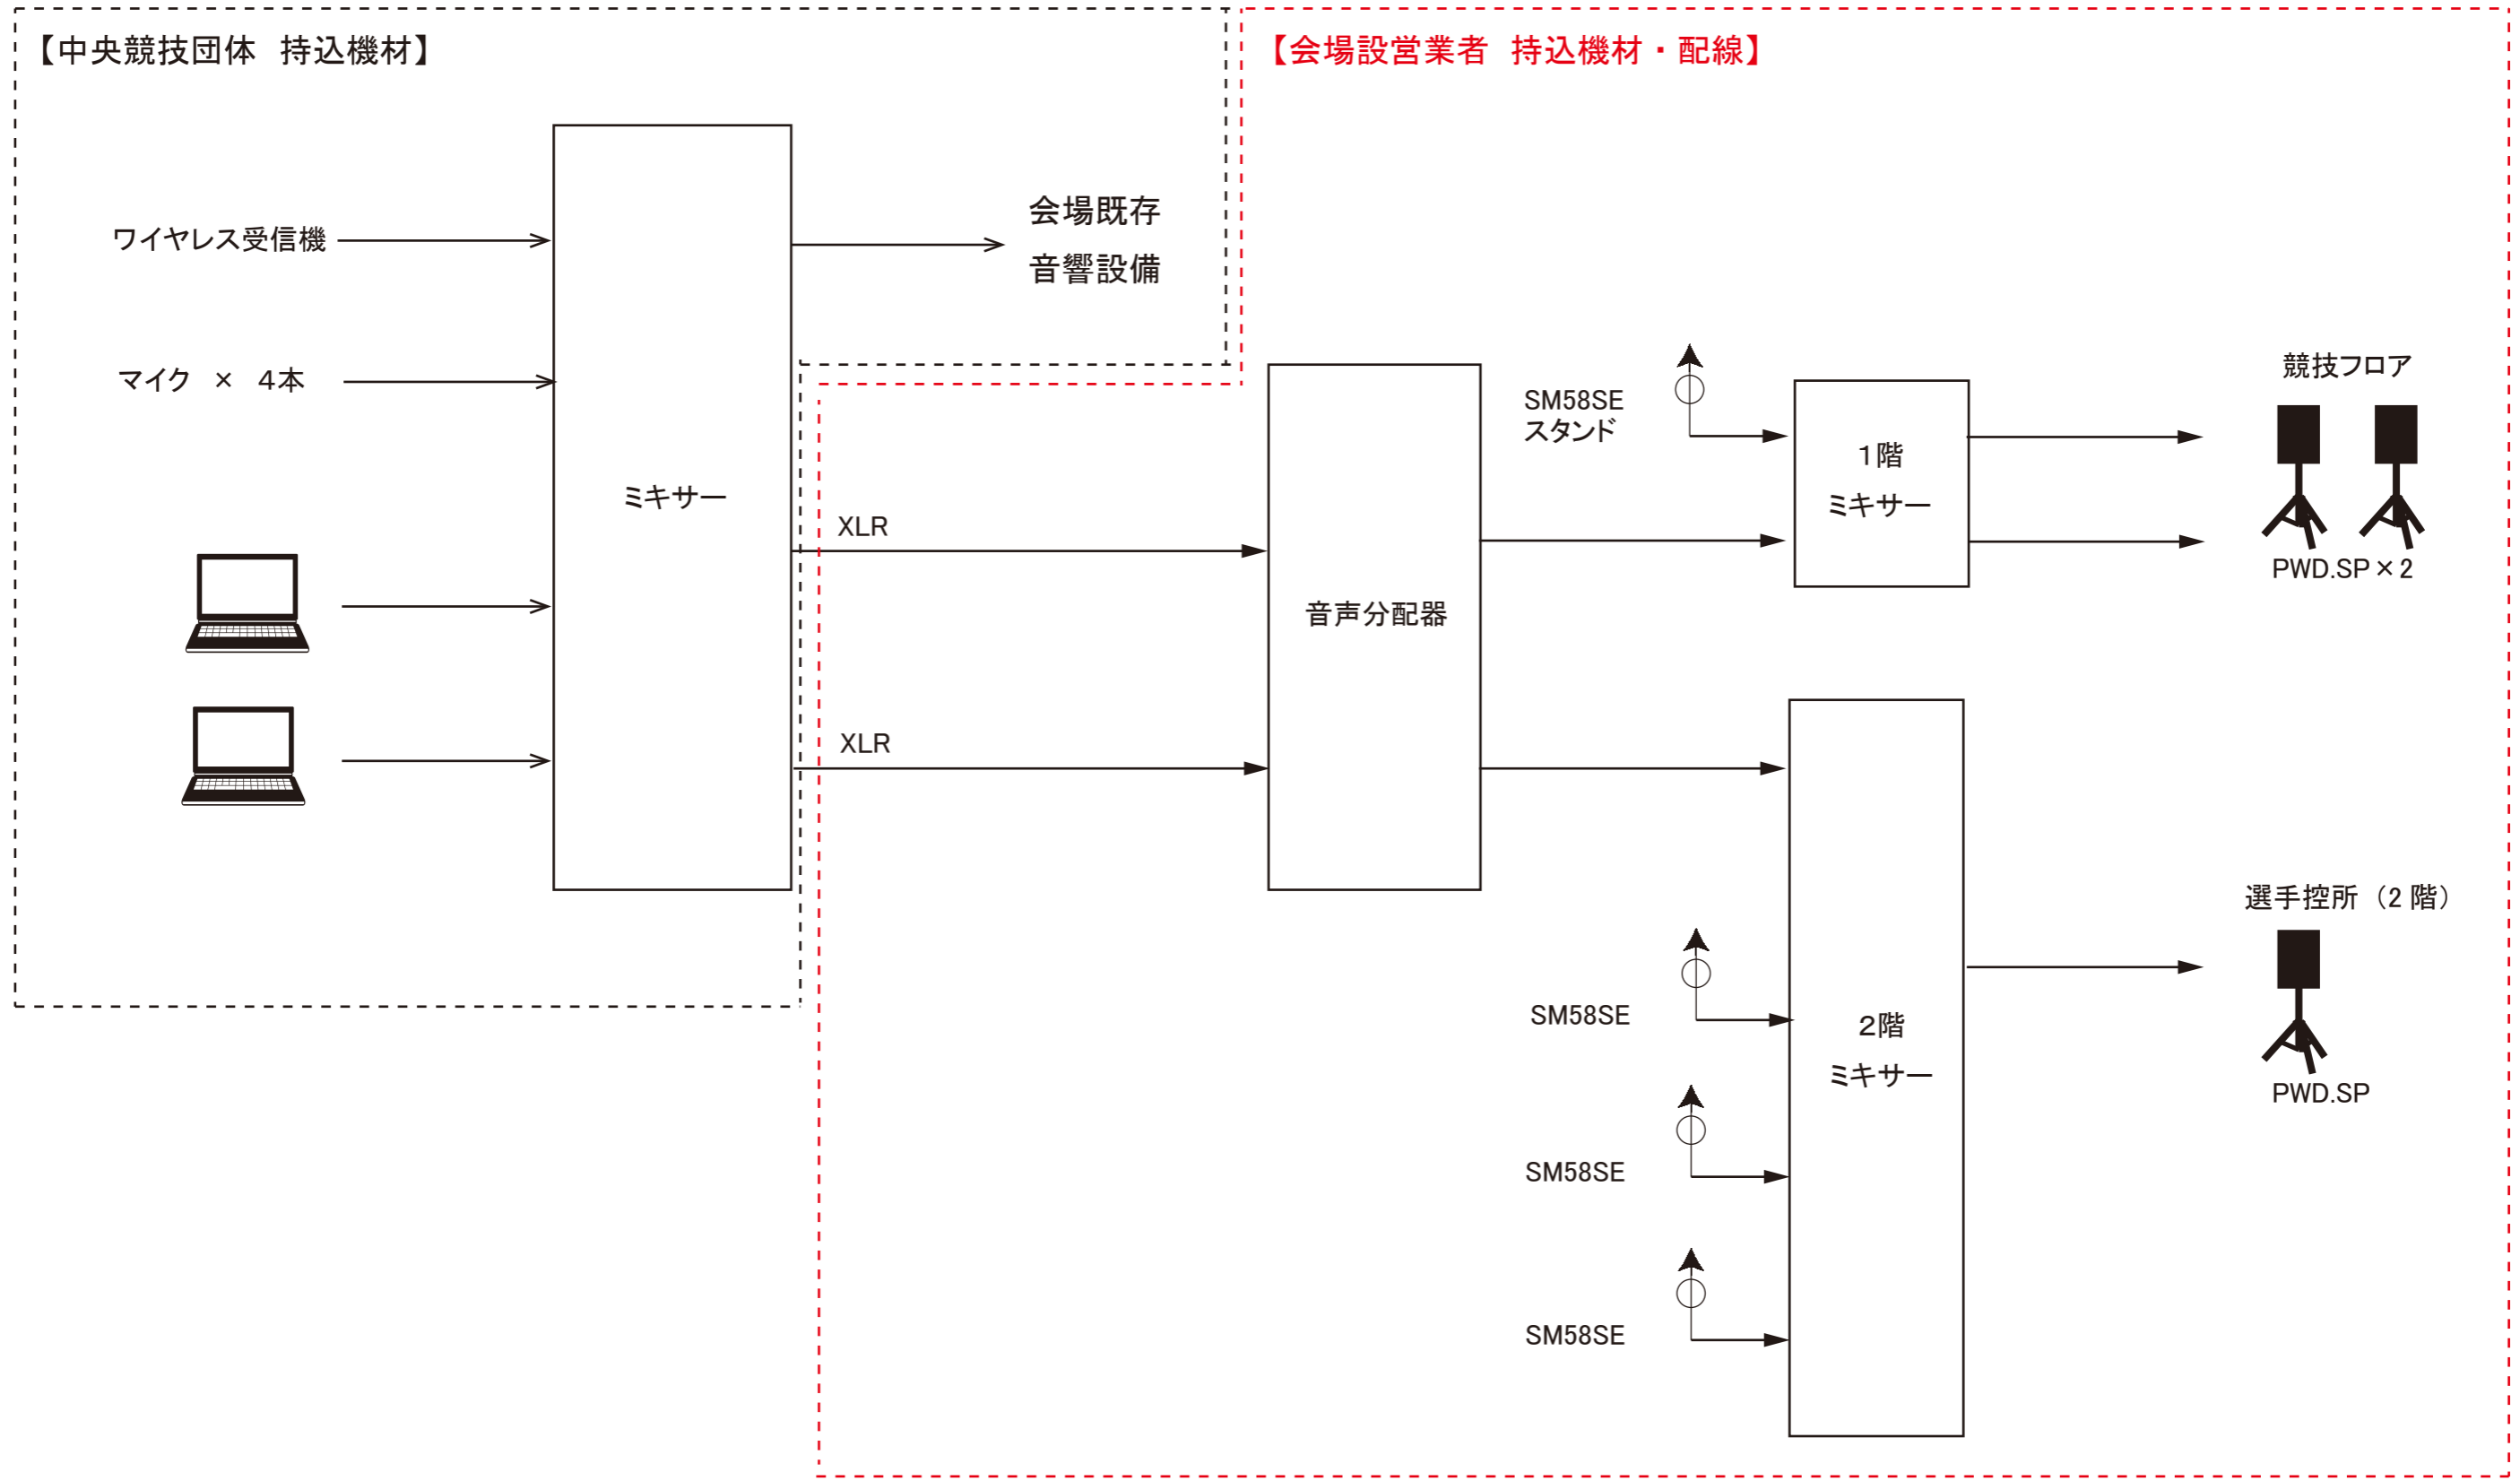 【中央競技団体　持込機材】
【会場設営業者　持込機材・配線】
ワイヤレス受信機
マイク　×　4本
ミキサー
会場既存
音響設備
XLR
XLR
音声分配器
SM58SE
スタンド
1階
ミキサー
競技フロア
PWD.SP×2
2階
ミキサー
SM58SE
SM58SE
SM58SE
選手控所（2 階）
PWD.SP